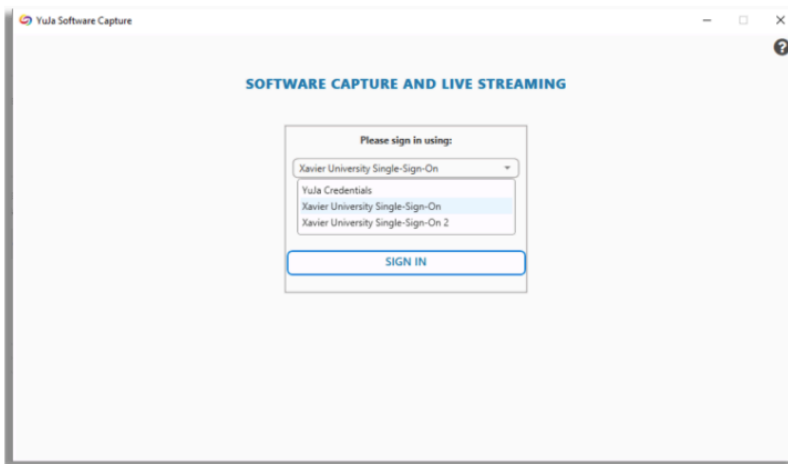 YuJa Software Capture
?
SOFTWARE CAPTURE AND LIVE STREAMING
Please sign in using:
Xavier University Single-Sign-On
YuJa Credentials
Xavier University Single-Sign-On
Xavier University Single-Sign-On 2
SIGN IN